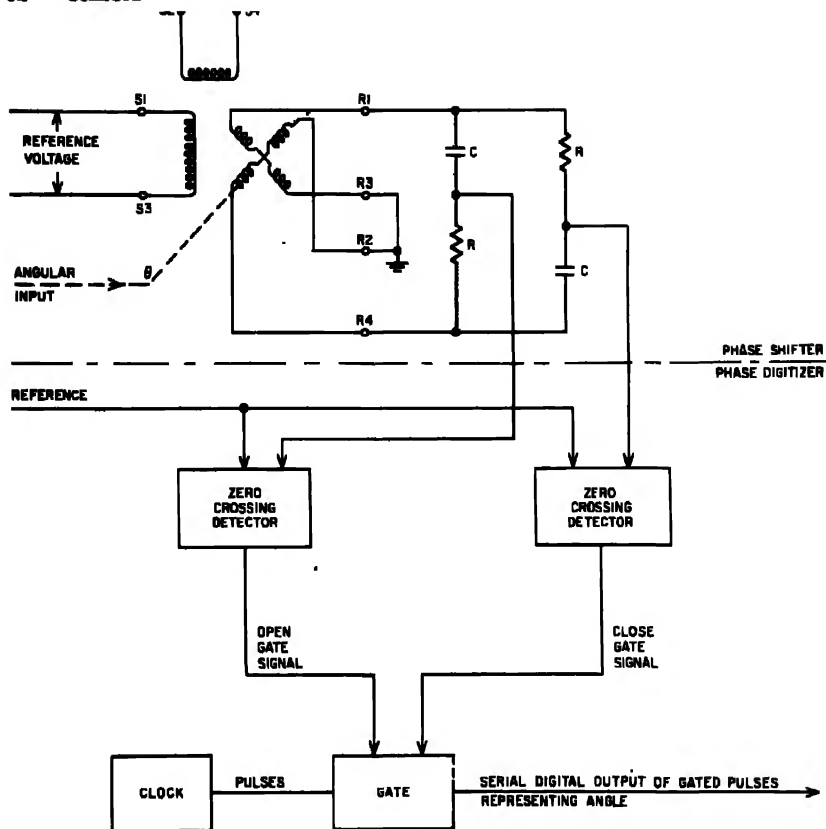 S1
R1
REFERENCE
VOLTAGE
C
R
S3
R3
R2
R
C
ANGULAR
INPUT
θ
R4
PHASE SHIFTER
PHASE DIGITIZER
REFERENCE
ZERO
CROSSING
DETECTOR
ZERO
CROSSING
DETECTOR
OPEN
GATE
SIGNAL
CLOSE
GATE
SIGNAL
CLOCK
PULSES
GATE
SERIAL DIGITAL OUTPUT OF GATED PULSES
REPRESENTING ANGLE